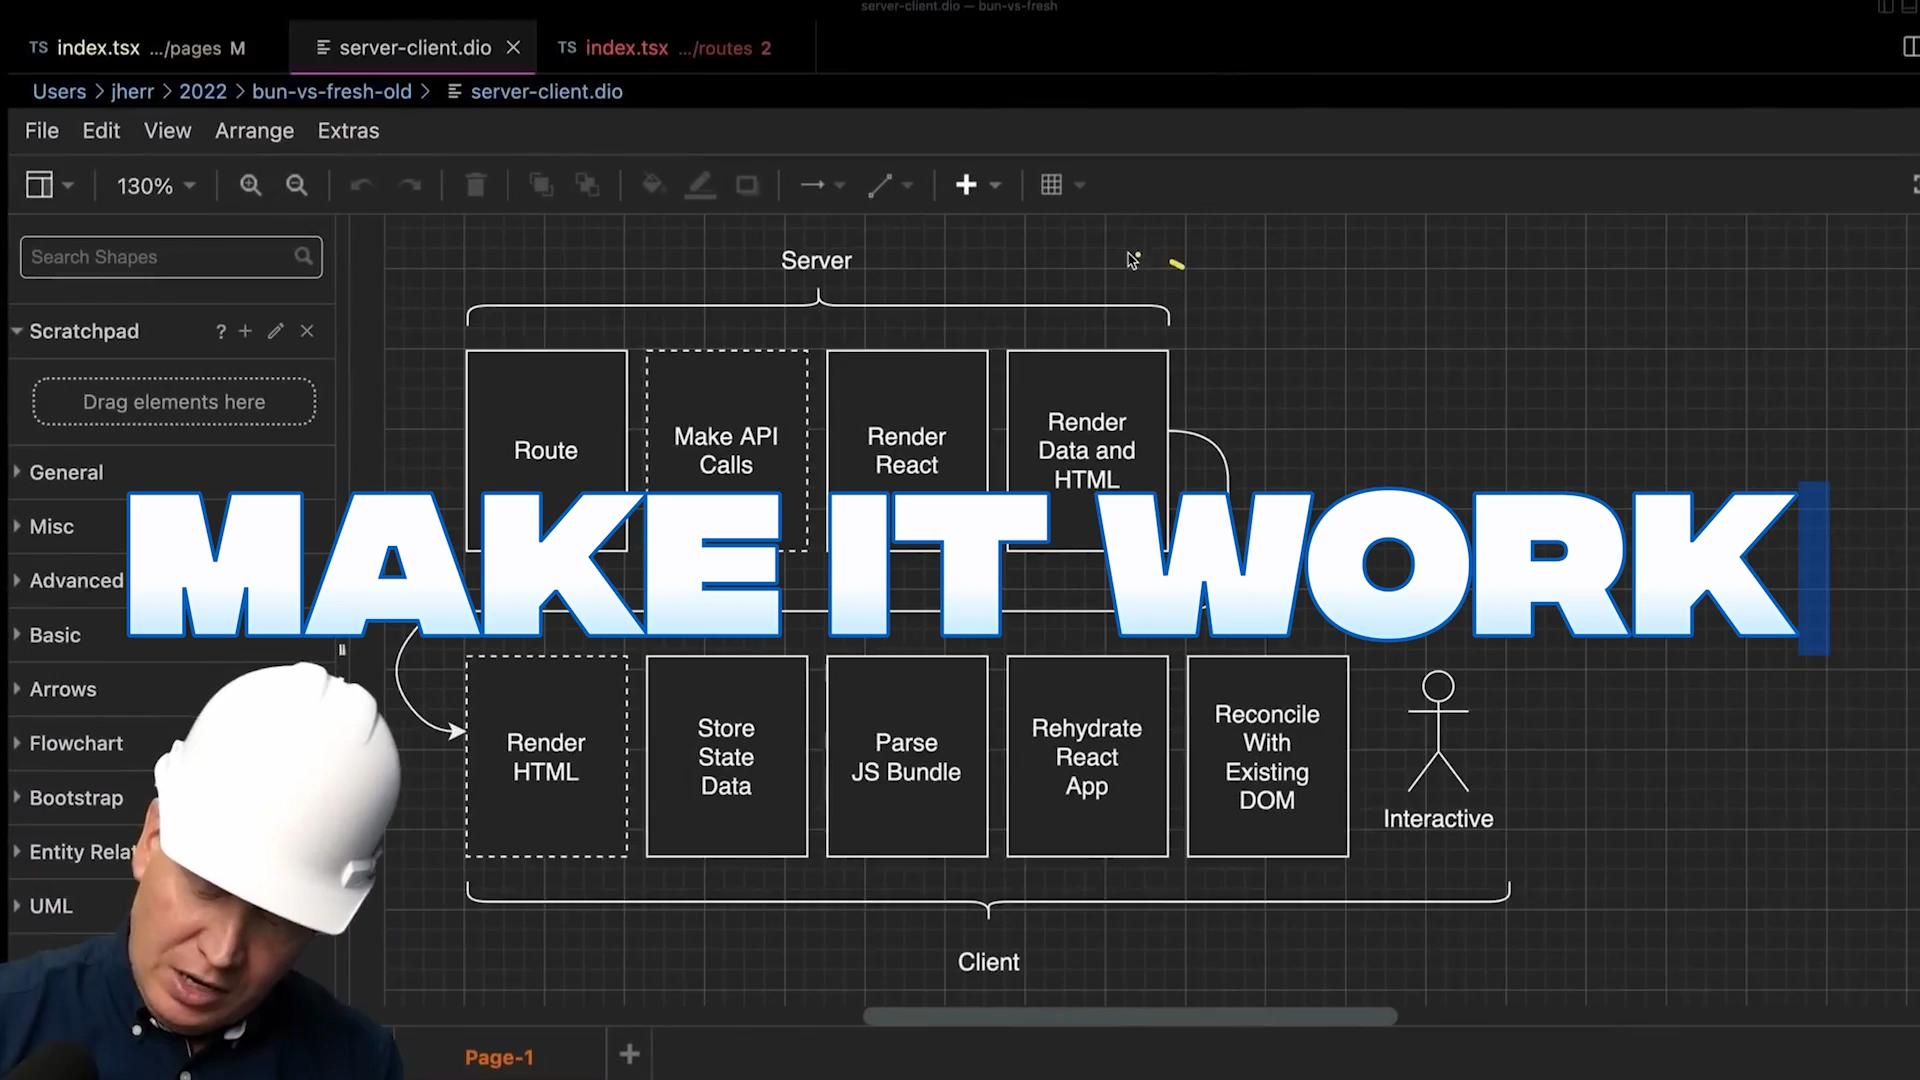 server-client.dio — bun-vs-fresh
TS index.tsx .../pages M
server-client.dio
TS index.tsx .../routes 2
Users > jherr > 2022 > bun-vs-fresh-old > server-client.dio
File Edit View Arrange Extras
130%
Search Shapes
Scratchpad ?
Drag elements here
General
Misc
Advanced
Basic
Arrows
Flowchart
Bootstrap
Entity Relat
UML
Server
Route
Make API
Calls
Render
React
Render
Data and
HTML
MAKE IT WORK
Render
HTML
Store
State
Data
Parse
JS Bundle
Rehydrate
React
App
Reconcile
With
Existing
DOM
Interactive
Client
Page-1